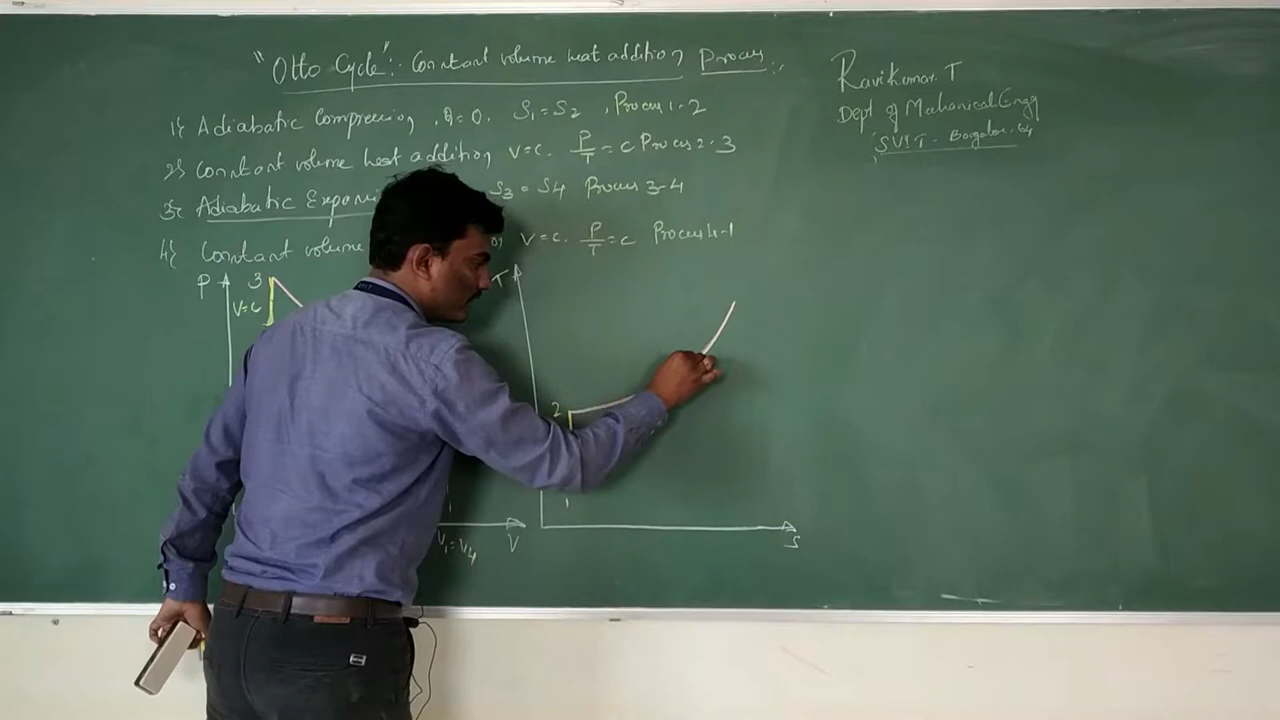 "Otto Cycle": Constant volume heat addition Process
Ravikumar. T
Dept of Mechanical Engg
SVIT - Bangalore-64
1) Adiabatic Compression, Q=0. S1=S2, Process 1-2
2) Constant volume heat addition V=C. P/T = C Process 2-3
3) Adiabatic Expansi S3 = S4 Process 3-4
4) Constant volume V=C. P/T = C Process 4-1
P
3
V=C
V1=V4
V
T
2
1
S